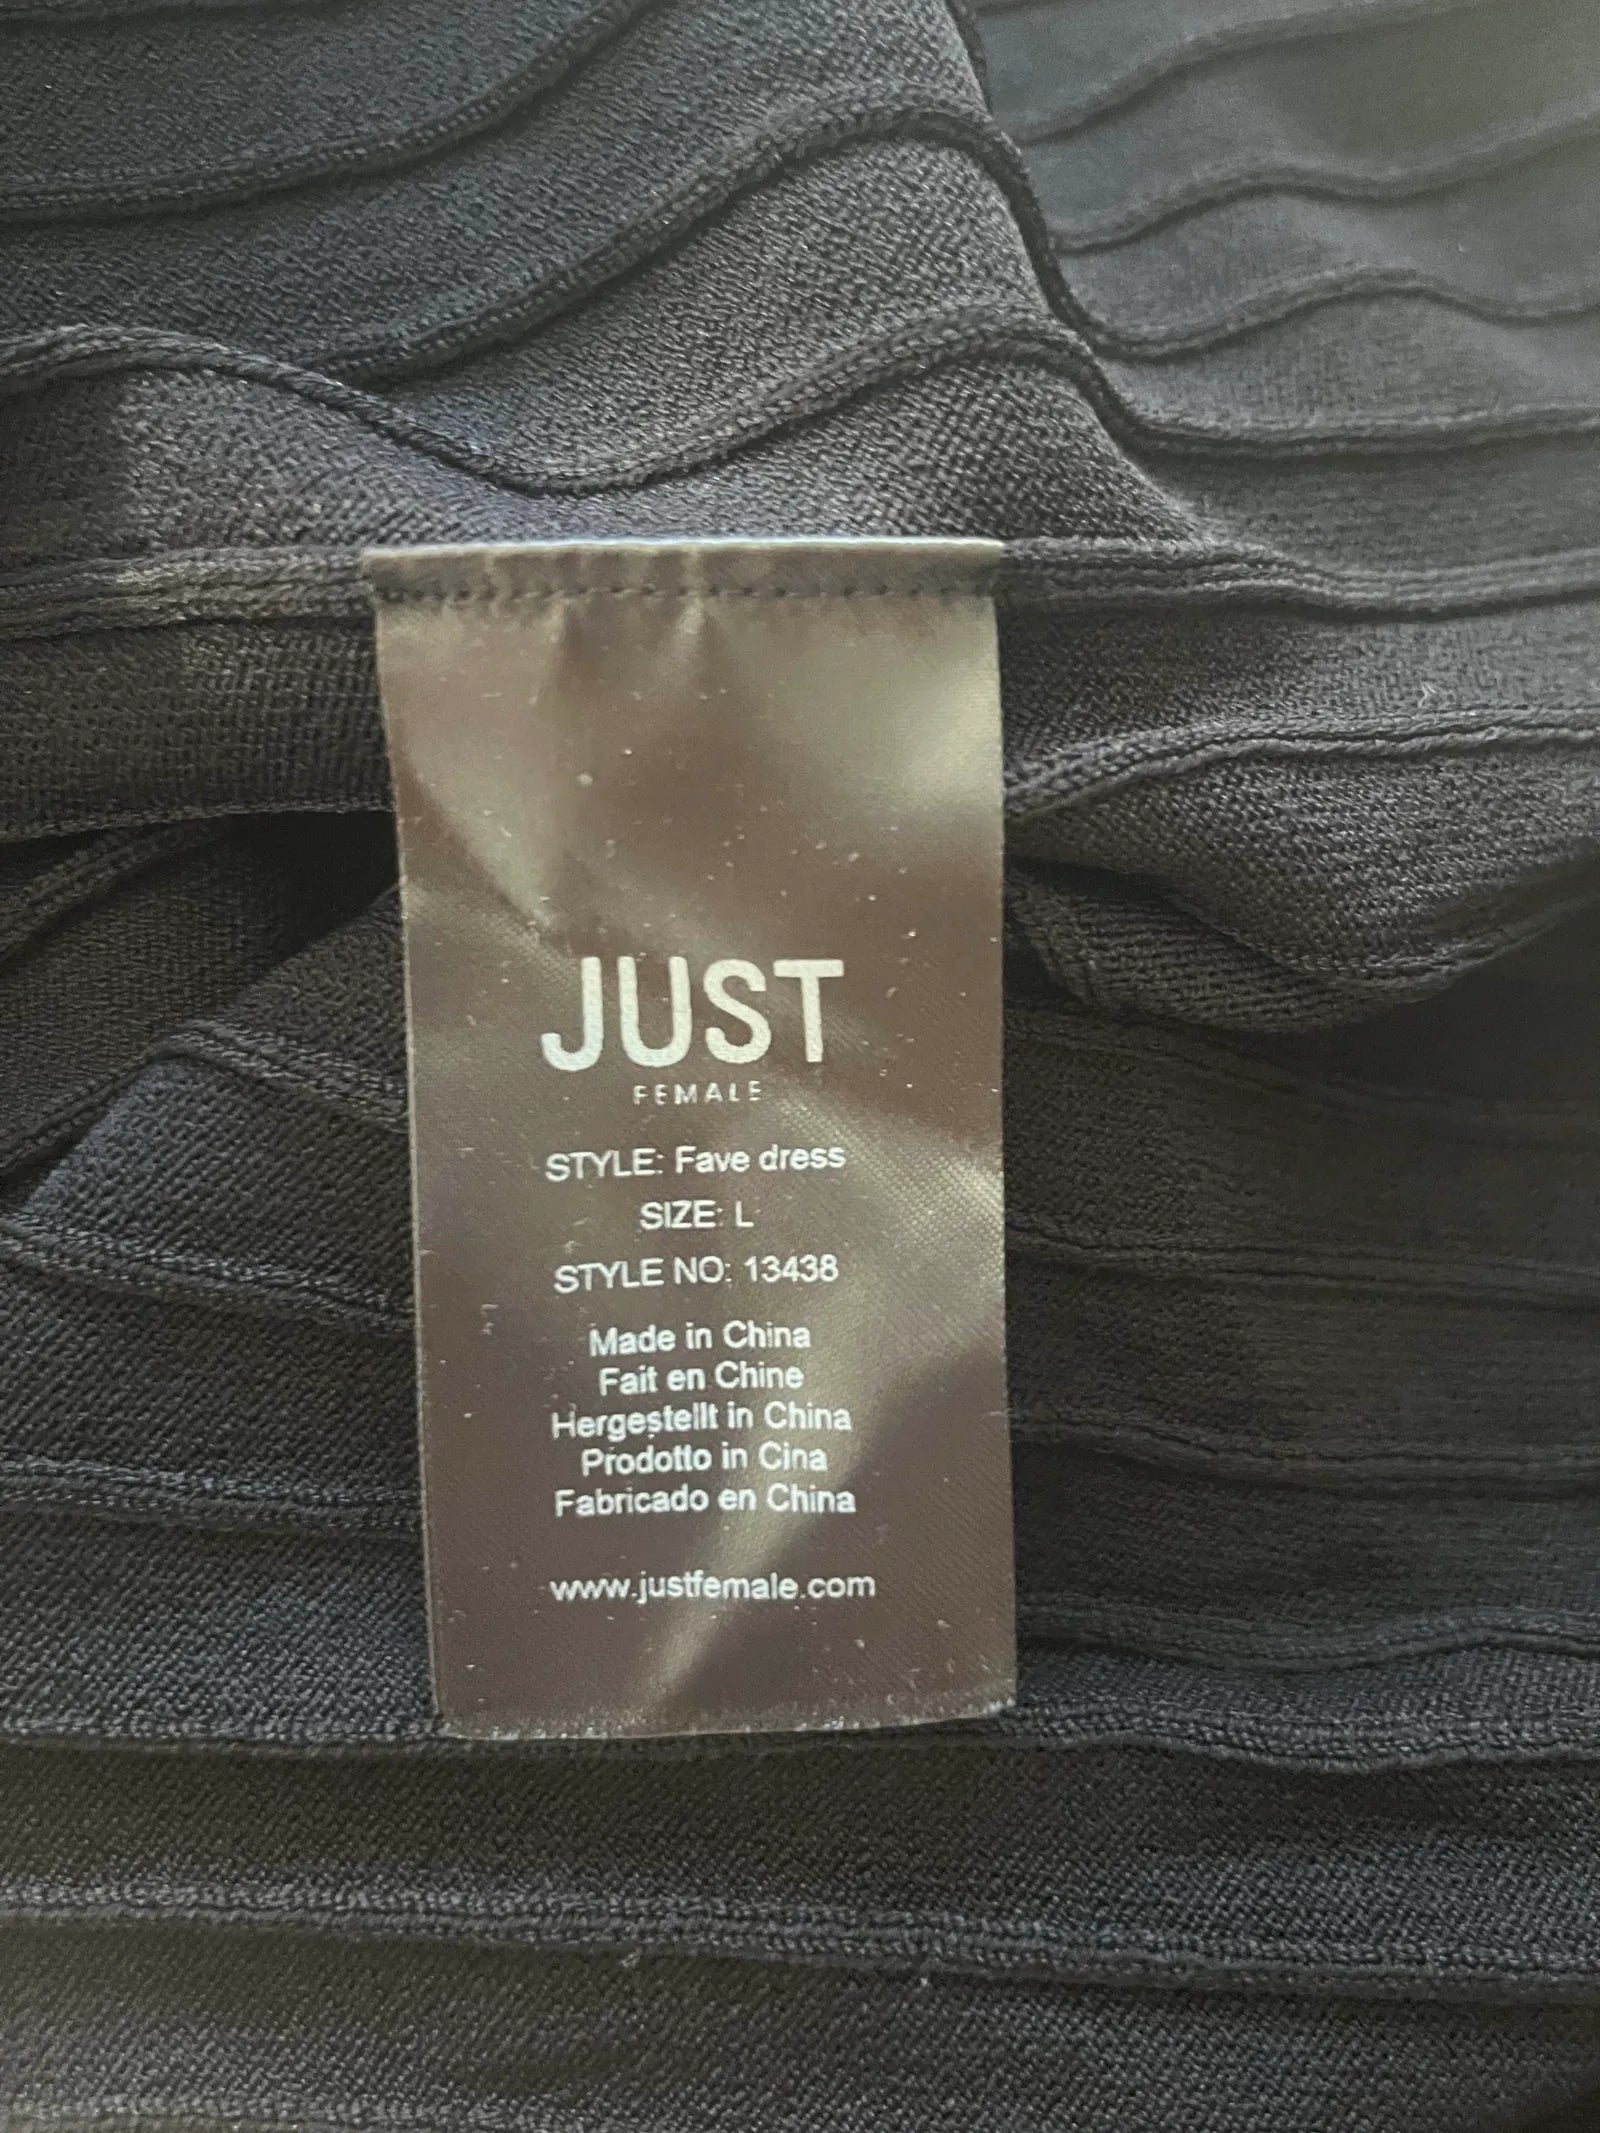 JUST
FEMALE
STYLE: Fave dress
SIZE: L
STYLE NO: 13438
Made in China
Fait en Chine
Hergestellt in China
Prodotto in Cina
Fabricado en China
www.justfemale.com